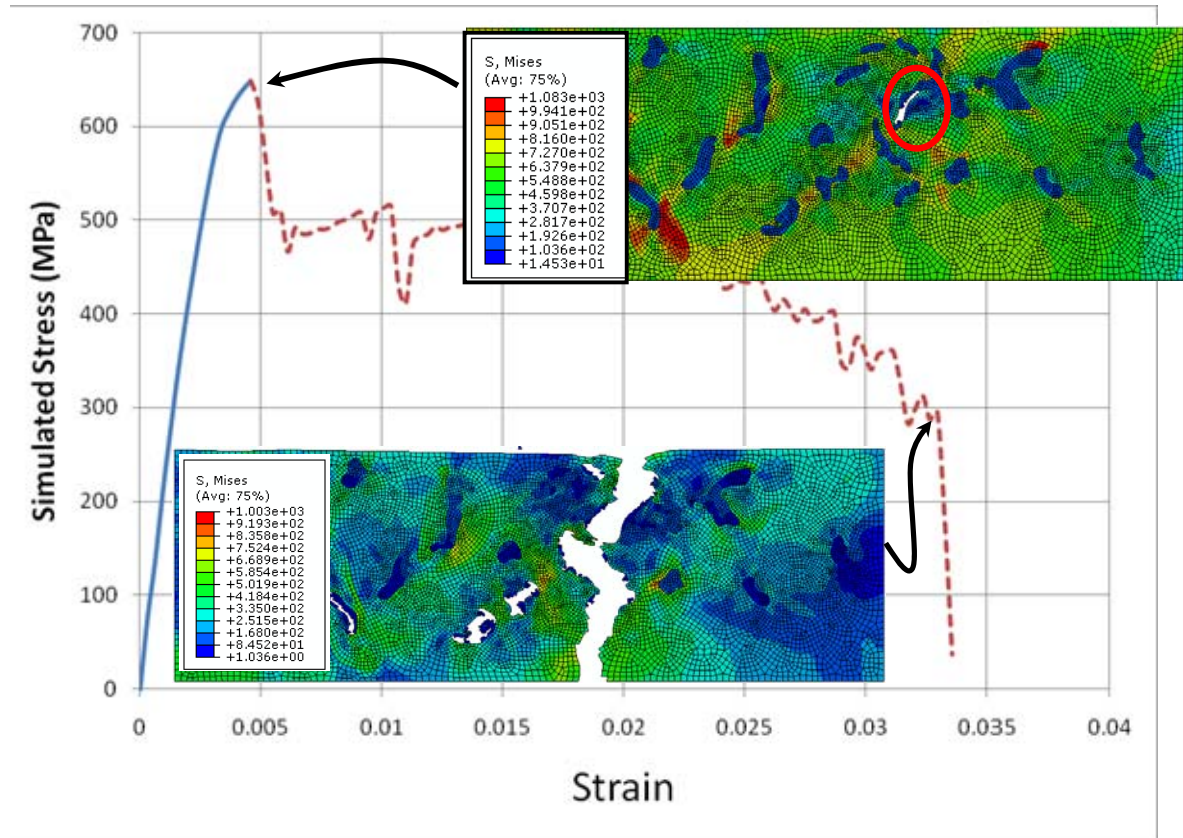 700
600
500
400
300
200
100
0
Simulated Stress (MPa)
S, Mises
(Avg: 75%)
+1.083e+03
+9.941e+02
+9.051e+02
+8.160e+02
+7.270e+02
+6.379e+02
+5.488e+02
+4.598e+02
+3.707e+02
+2.817e+02
+1.926e+02
+1.036e+02
+1.453e+01
S, Mises
(Avg: 75%)
+1.003e+03
+9.193e+02
+8.358e+02
+7.524e+02
+6.689e+02
+5.854e+02
+5.019e+02
+4.184e+02
+3.350e+02
+2.515e+02
+1.680e+02
+8.452e+01
+1.036e+00
0 0.005 0.01 0.015 0.02 0.025 0.03 0.035 0.04
Strain